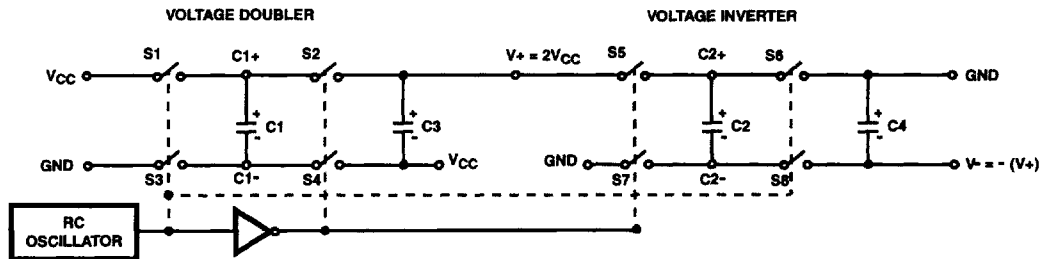 VOLTAGE DOUBLER
VOLTAGE INVERTER
S1 C1+ S2 V+ = 2VCC S5 C2+ S6
VCC
GND
+ + + +
C1 C3 C2 C4
- - - -
GND
VCC
GND
V- = - (V+)
S3 C1- S4 S7 C2- S8
RC
OSCILLATOR